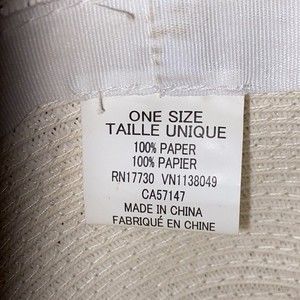 ONE SIZE
TAILLE UNIQUE
100% PAPER
100% PAPIER
RN17730 VN1138049
CA57147
MADE IN CHINA
FABRIQUÉ EN CHINE